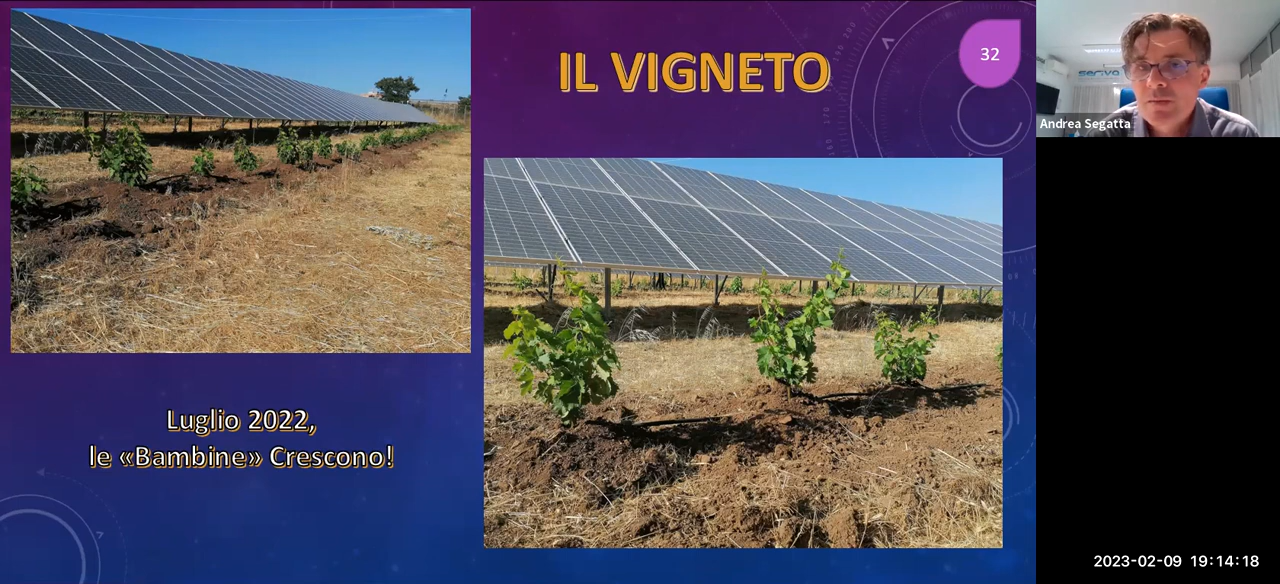 IL VIGNETO
32
Luglio 2022,
le «Bambine» Crescono!
Andrea Segatta
2023-02-09 19:14:18